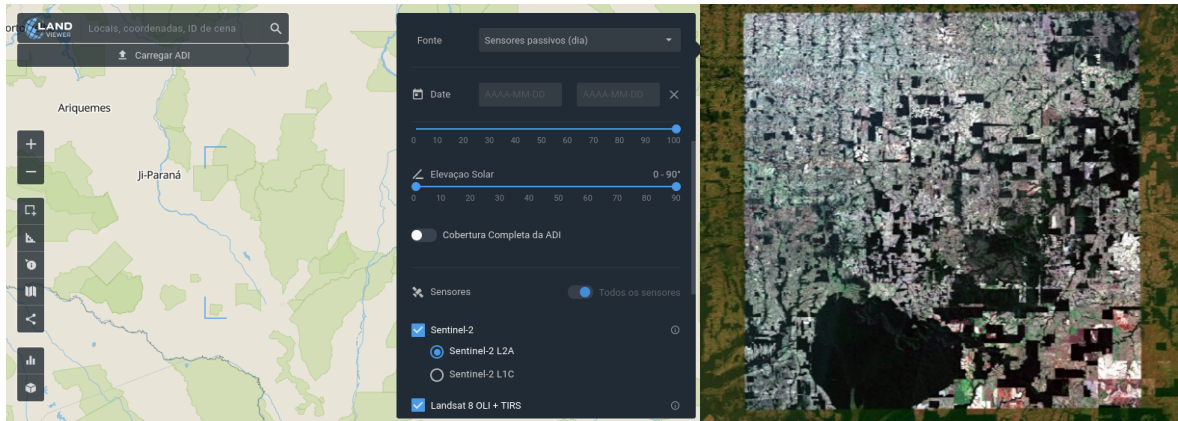 LAND
VIEWER
Locais, coordenadas, ID de cena
Carregar ADI
Ariquemes
Ji-Paraná
Fonte
Sensores passivos (dia)
Date
AAAA-MM-DD
AAAA-MM-DD
0 10 20 30 40 50 60 70 80 90 100
Elevaçao Solar
0 - 90°
0 10 20 30 40 50 60 70 80 90
Cobertura Completa da ADI
Sensores
Todos os sensores
Sentinel-2
Sentinel-2 L2A
Sentinel-2 L1C
Landsat 8 OLI + TIRS